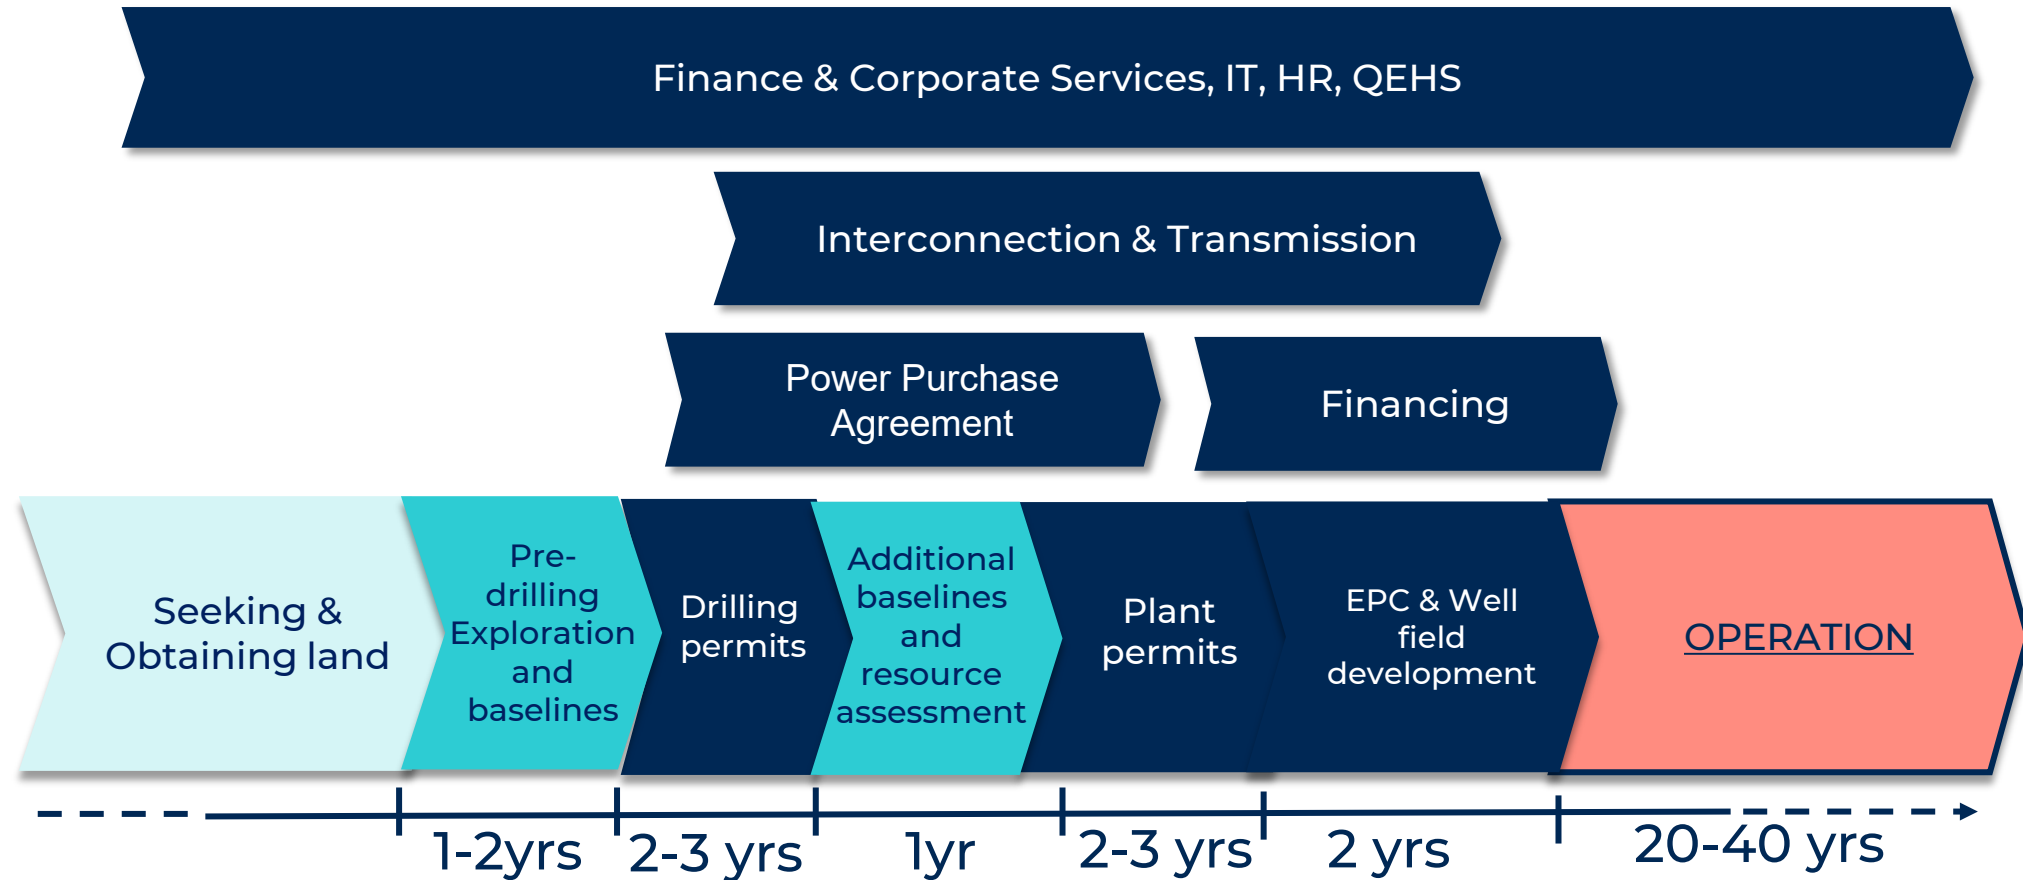 Finance & Corporate Services, IT, HR, QEHS
Interconnection & Transmission
Power Purchase
Agreement
Financing
Seeking &
Obtaining land
Pre-
drilling
Exploration
and
baselines
Drilling
permits
Additional
baselines
and
resource
assessment
Plant
permits
EPC & Well
field
development
OPERATION
1-2yrs
2-3 yrs
1yr
2-3 yrs
2 yrs
20-40 yrs